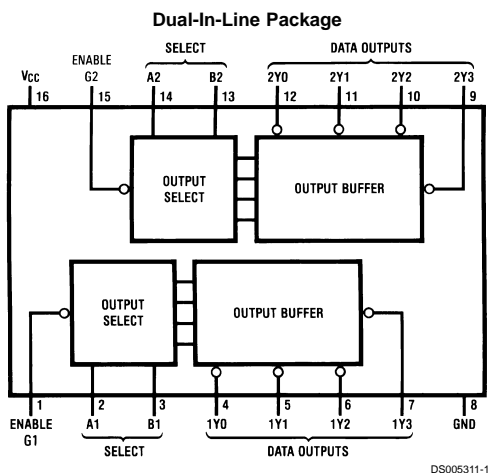 Dual-In-Line Package
SELECT
DATA OUTPUTS
ENABLE
VCC G2 A2 B2 2Y0 2Y1 2Y2 2Y3
16 15 14 13 12 11 10 9
OUTPUT
SELECT
OUTPUT BUFFER
OUTPUT
SELECT
OUTPUT BUFFER
1 2 3 4 5 6 7 8
ENABLE A1 B1 1Y0 1Y1 1Y2 1Y3 GND
G1
SELECT
DATA OUTPUTS
DS005311-1